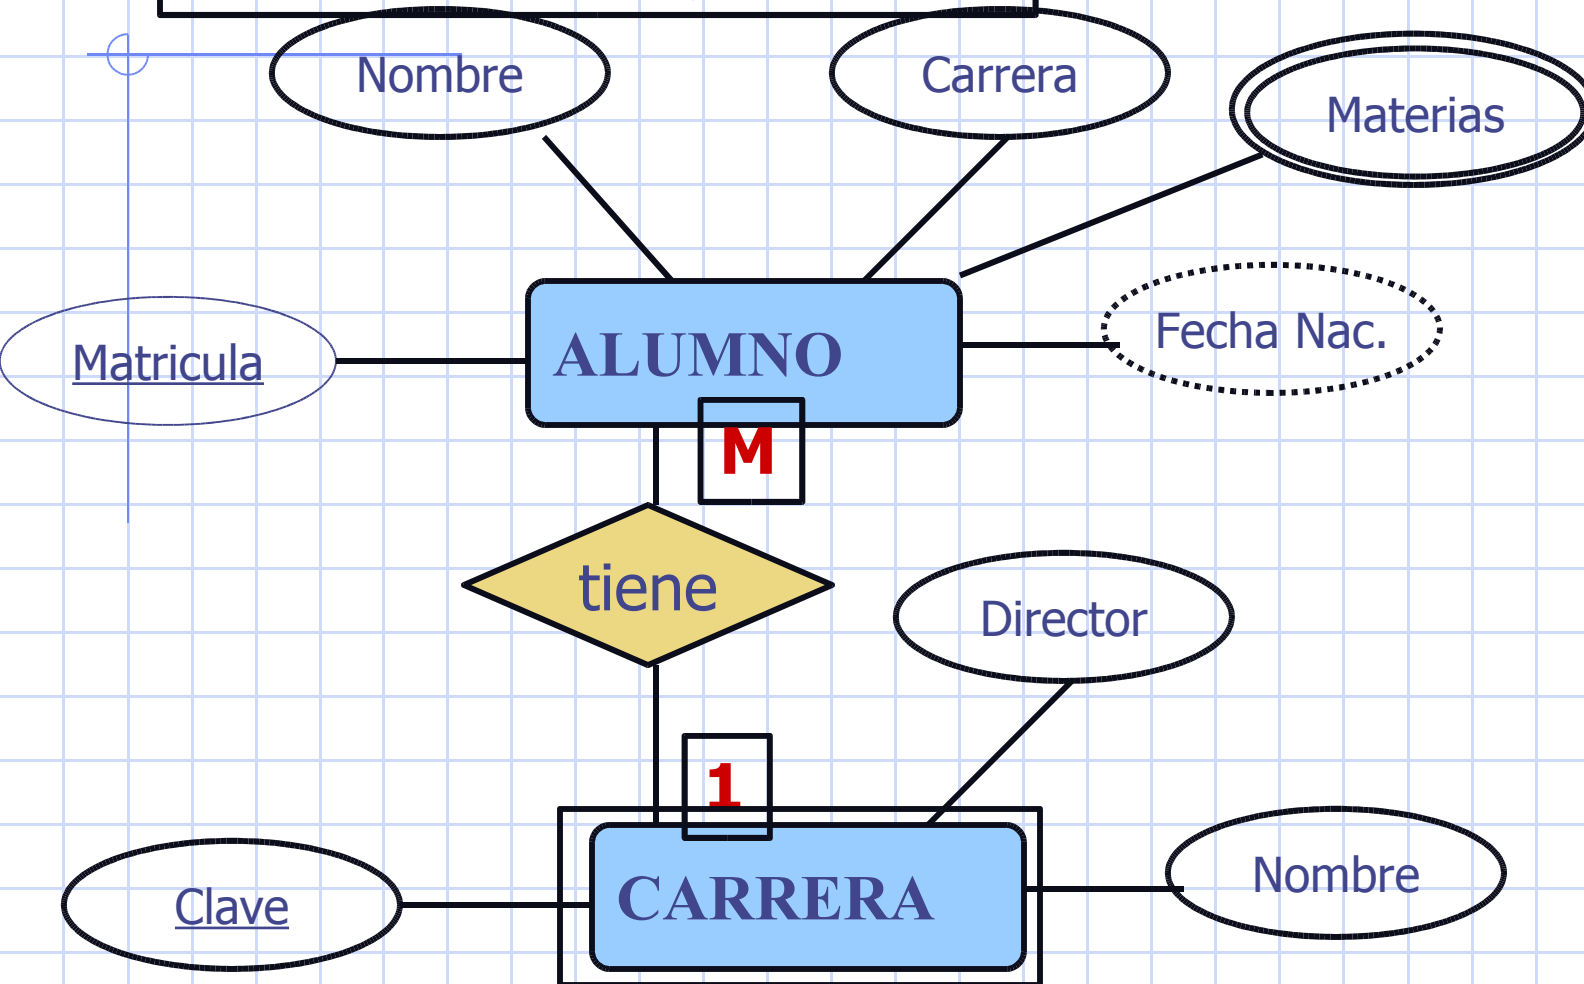 Nombre
Carrera
Materias
Matricula
ALUMNO
Fecha Nac.
M
tiene
Director
1
Clave
CARRERA
Nombre